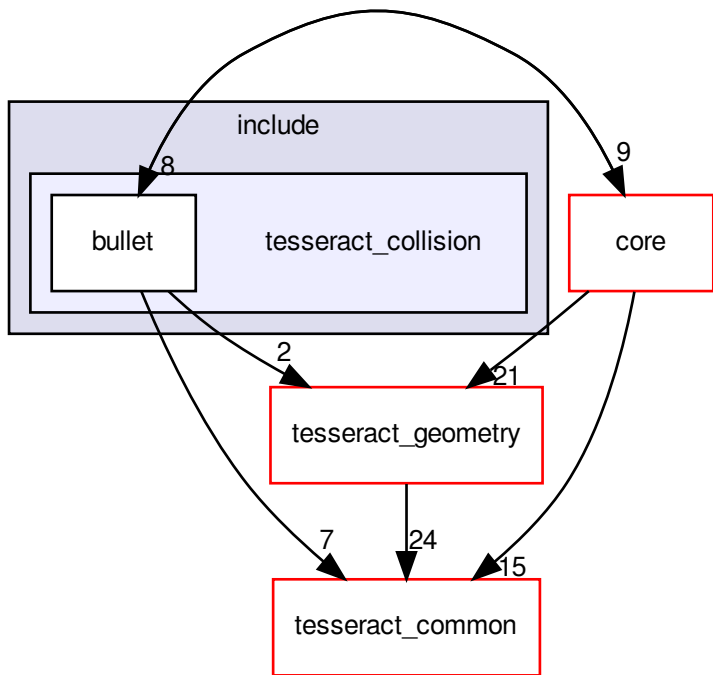 include
8
9
bullet
tesseract_collision
core
2
21
tesseract_geometry
7
24
15
tesseract_common